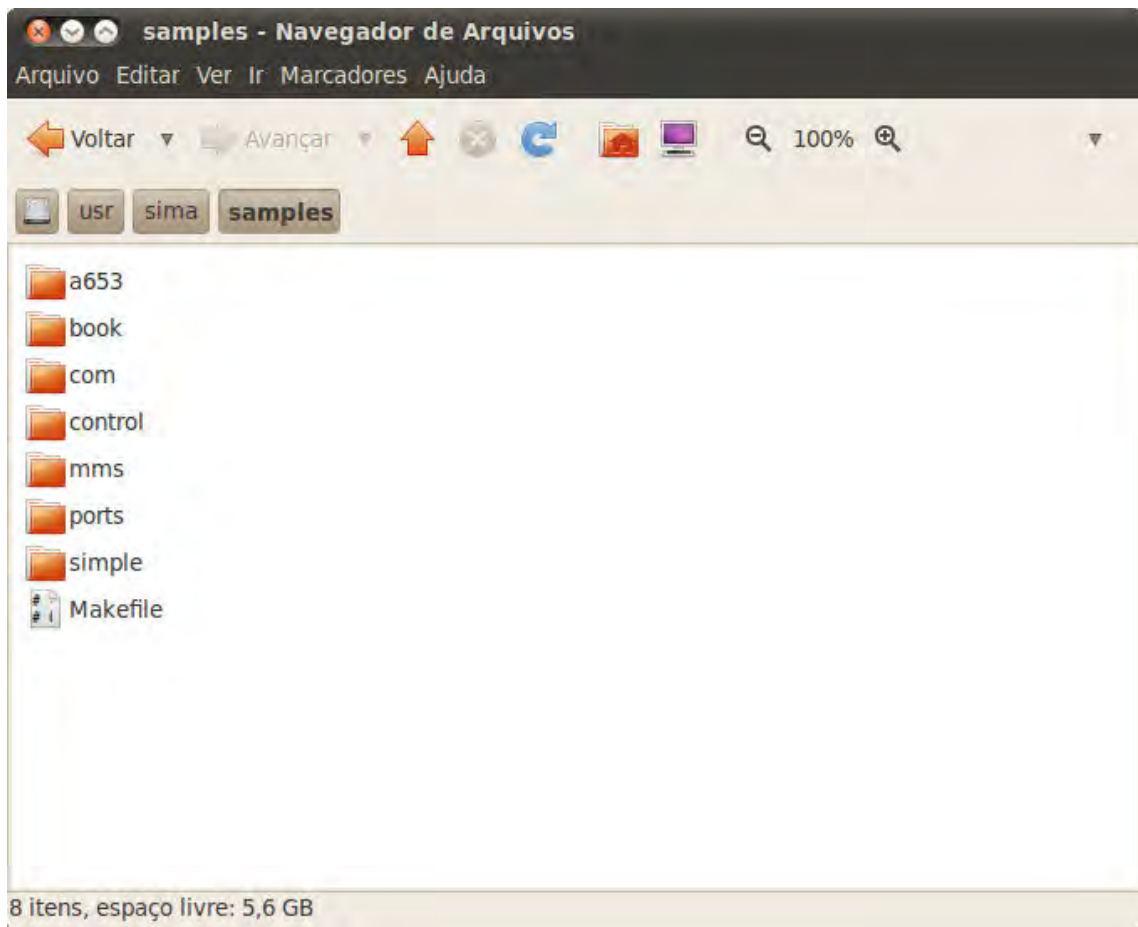 samples - Navegador de Arquivos
Arquivo Editar Ver Ir Marcadores Ajuda
Voltar Avançar 100%
usr sima samples
a653
book
com
control
mms
ports
simple
Makefile
8 itens, espaço livre: 5,6 GB